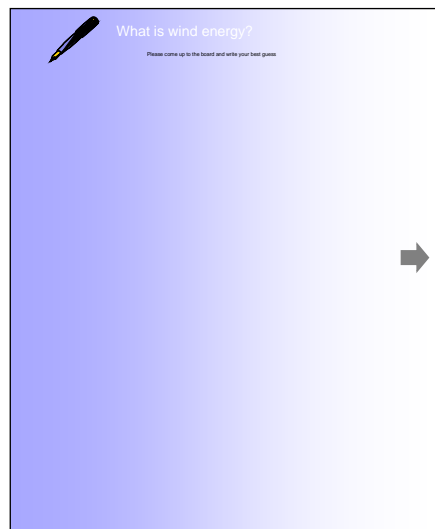 What is wind energy?
Please come up to the board and write your best guess